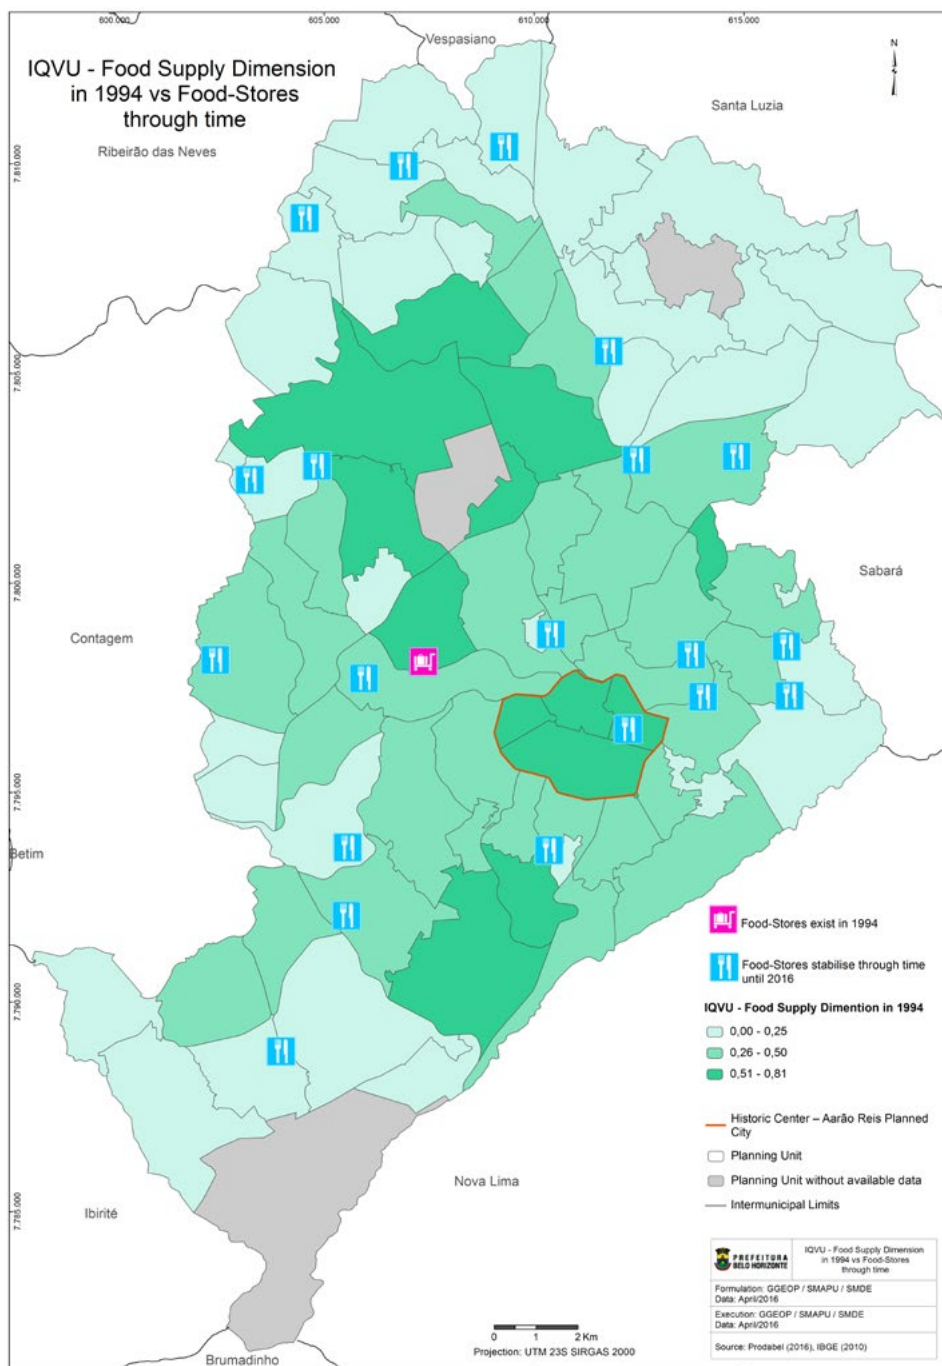 600.000
605.000
610.000
615.000
Vespasiano
N
IQVU - Food Supply Dimension
in 1994 vs Food-Stores
through time
Santa Luzia
Ribeirão das Neves
7.810.000
7.805.000
7.800.000
Sabará
Contagem
7.795.000
Betim
Food-Stores exist in 1994
Food-Stores stabilise through time
until 2016
7.790.000
IQVU - Food Supply Dimention in 1994
0,00 - 0,25
0,26 - 0,50
0,51 - 0,81
Historic Center – Aarão Reis Planned
City
Planning Unit
Planning Unit without available data
Intermunicipal Limits
Nova Lima
7.785.000
Ibirité
PREFEITURA
BELO HORIZONTE
IQVU - Food Supply Dimension
in 1994 vs Food-Stores
through time
Formulation: GGEOP / SMAPU / SMDE
Data: April/2016
Execution: GGEOP / SMAPU / SMDE
Data: April/2016
Source: Prodabel (2016), IBGE (2010)
0 1 2 Km
Projection: UTM 23S SIRGAS 2000
Brumadinho